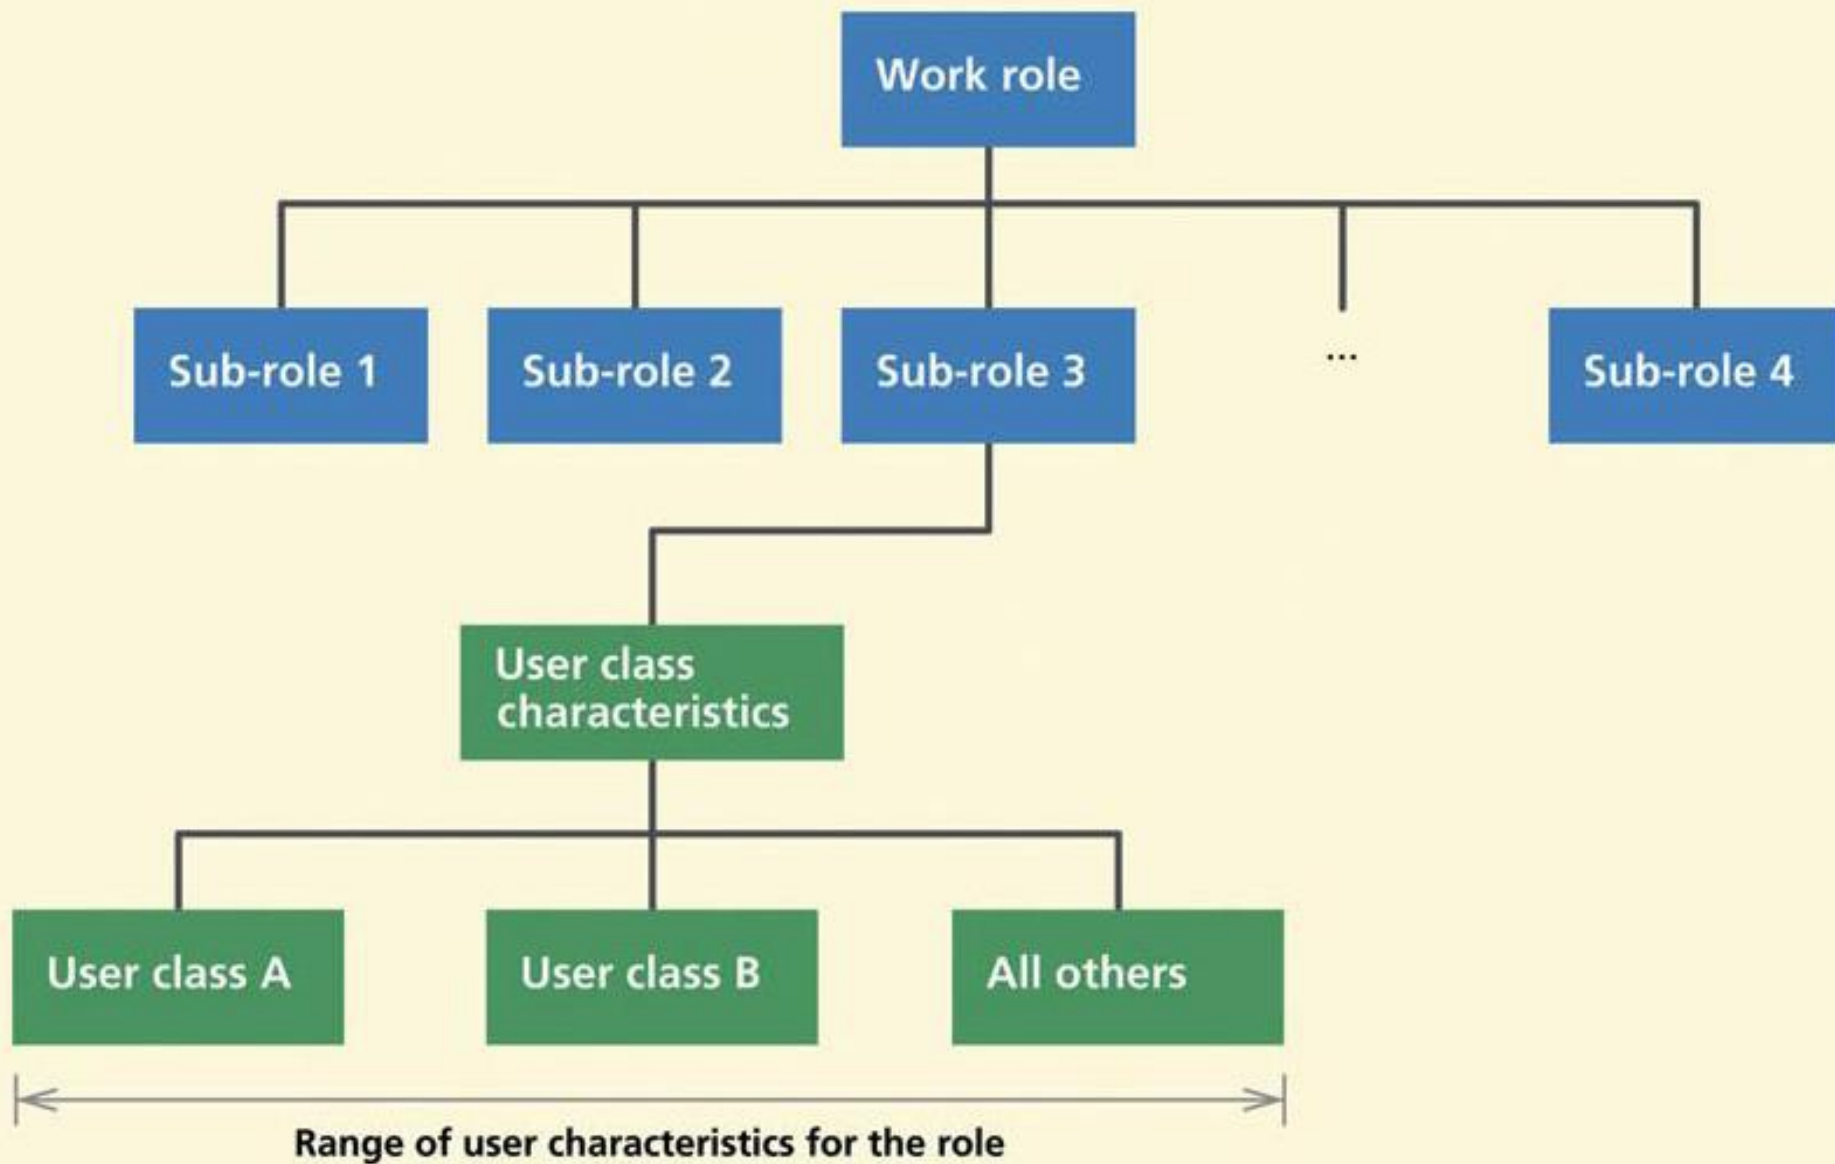 Work role
Sub-role 1
Sub-role 2
Sub-role 3
...
Sub-role 4
User class
characteristics
User class A
User class B
All others
Range of user characteristics for the role